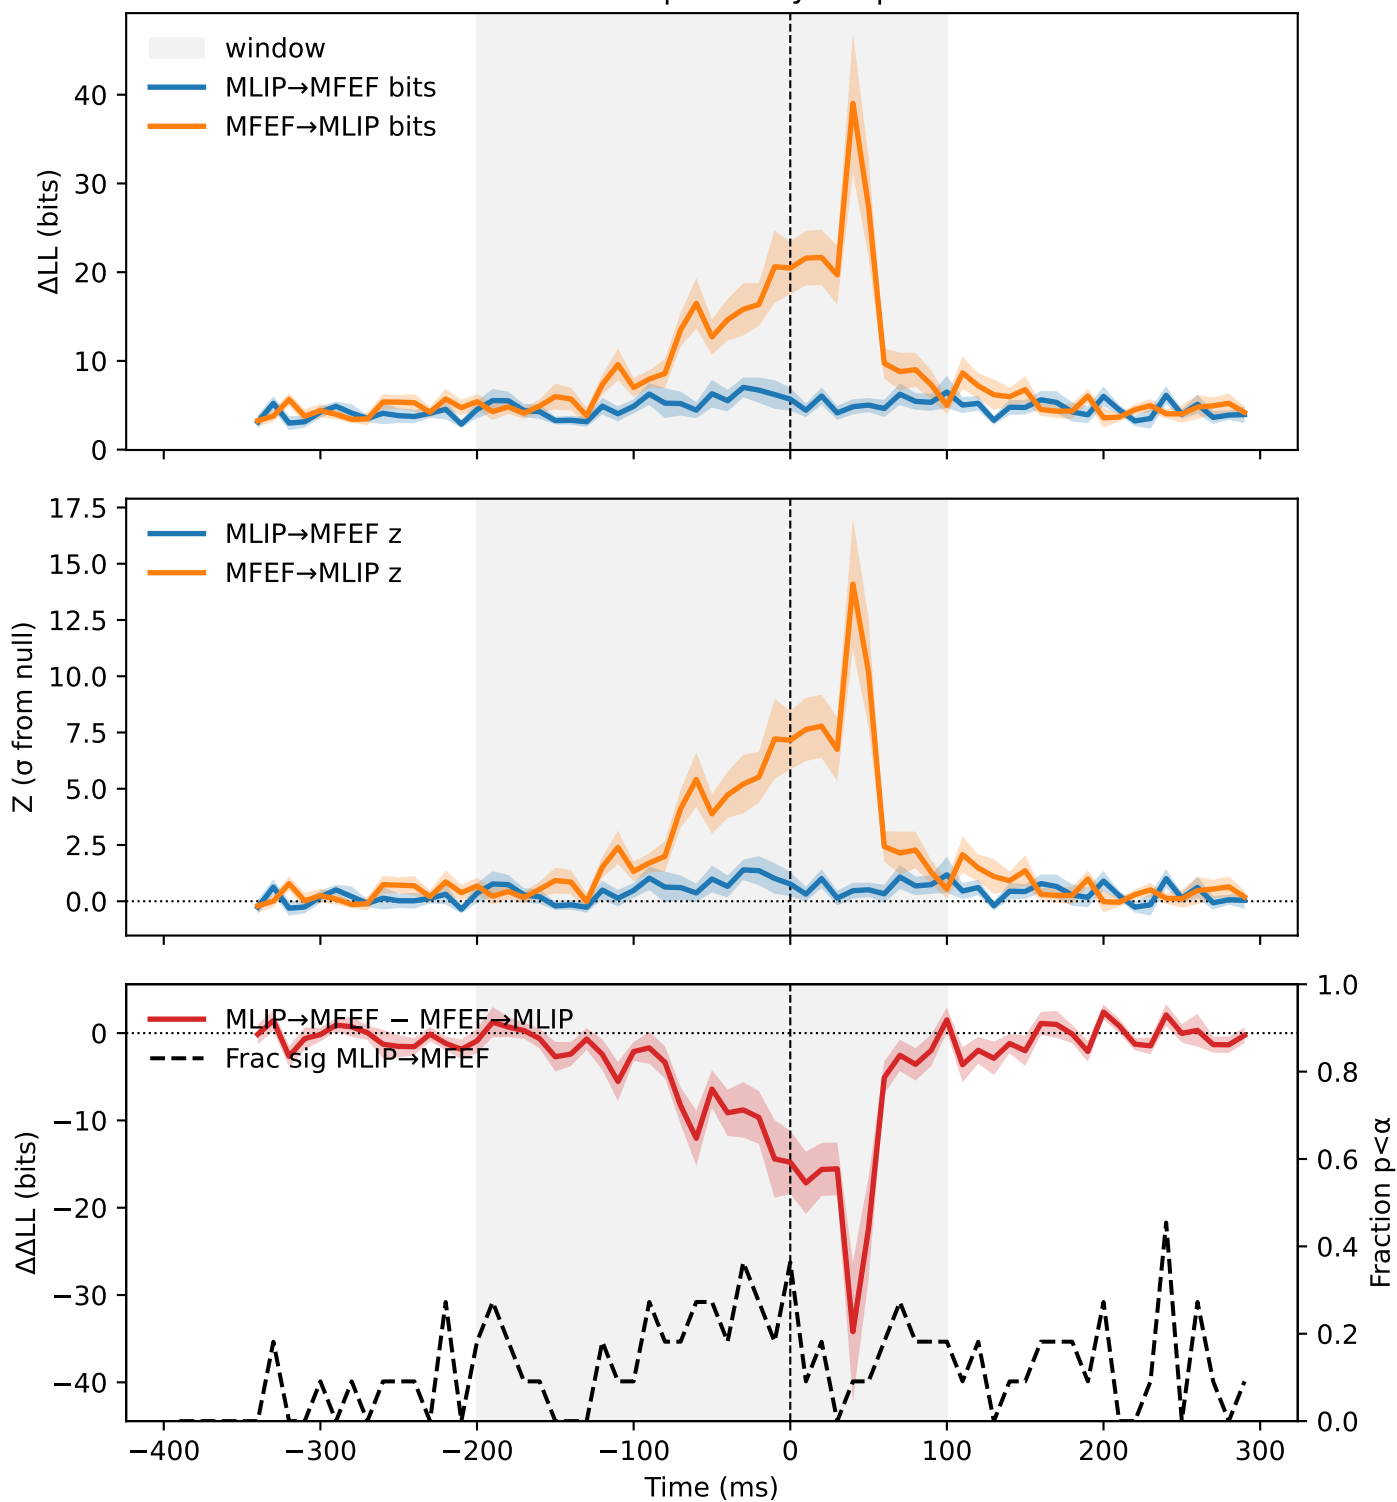 window
MLIP→MFEF bits
MFEF→MLIP bits
ΔLL (bits)
40
30
20
10
0
MLIP→MFEF z
MFEF→MLIP z
Z (σ from null)
17.5
15.0
12.5
10.0
7.5
5.0
2.5
0.0
MLIP→MFEF − MFEF→MLIP
Frac sig MLIP→MFEF
ΔΔLL (bits)
0
−10
−20
−30
−40
1.0
0.8
0.6
0.4
0.2
0.0
Fraction p<α
−400
−300
−200
−100
0
100
200
300
Time (ms)